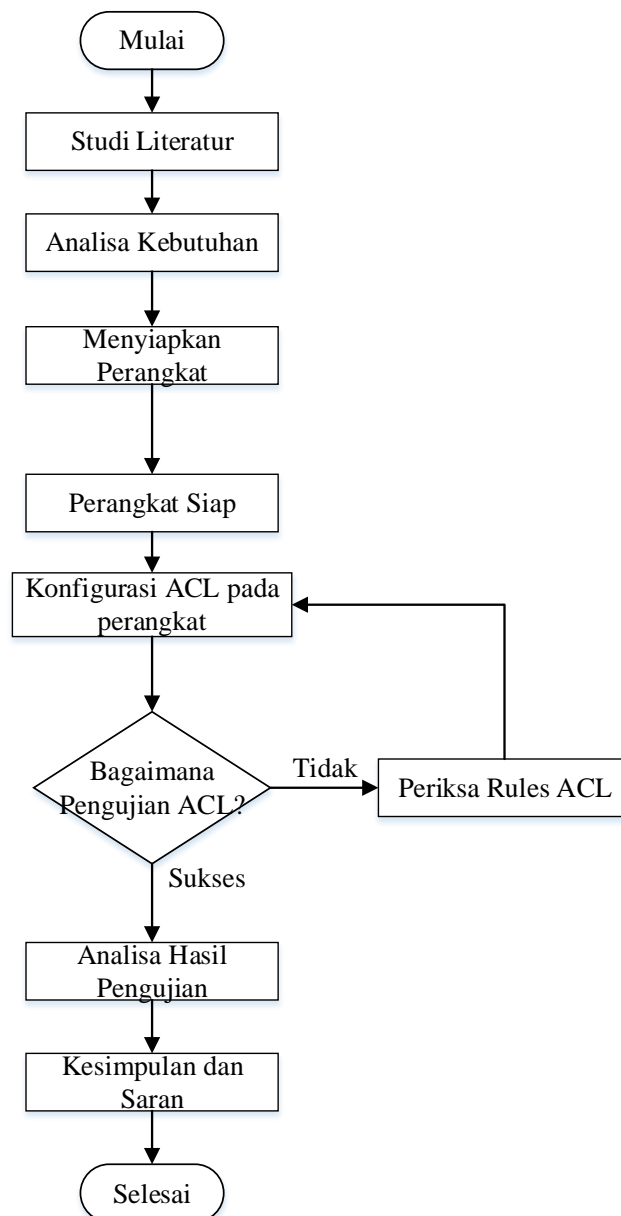 Mulai
Studi Literatur
Analisa Kebutuhan
Menyiapkan
Perangkat
Perangkat Siap
Konfigurasi ACL pada
perangkat
Bagaimana
Pengujian ACL?
Tidak
Periksa Rules ACL
Sukses
Analisa Hasil
Pengujian
Kesimpulan dan
Saran
Selesai